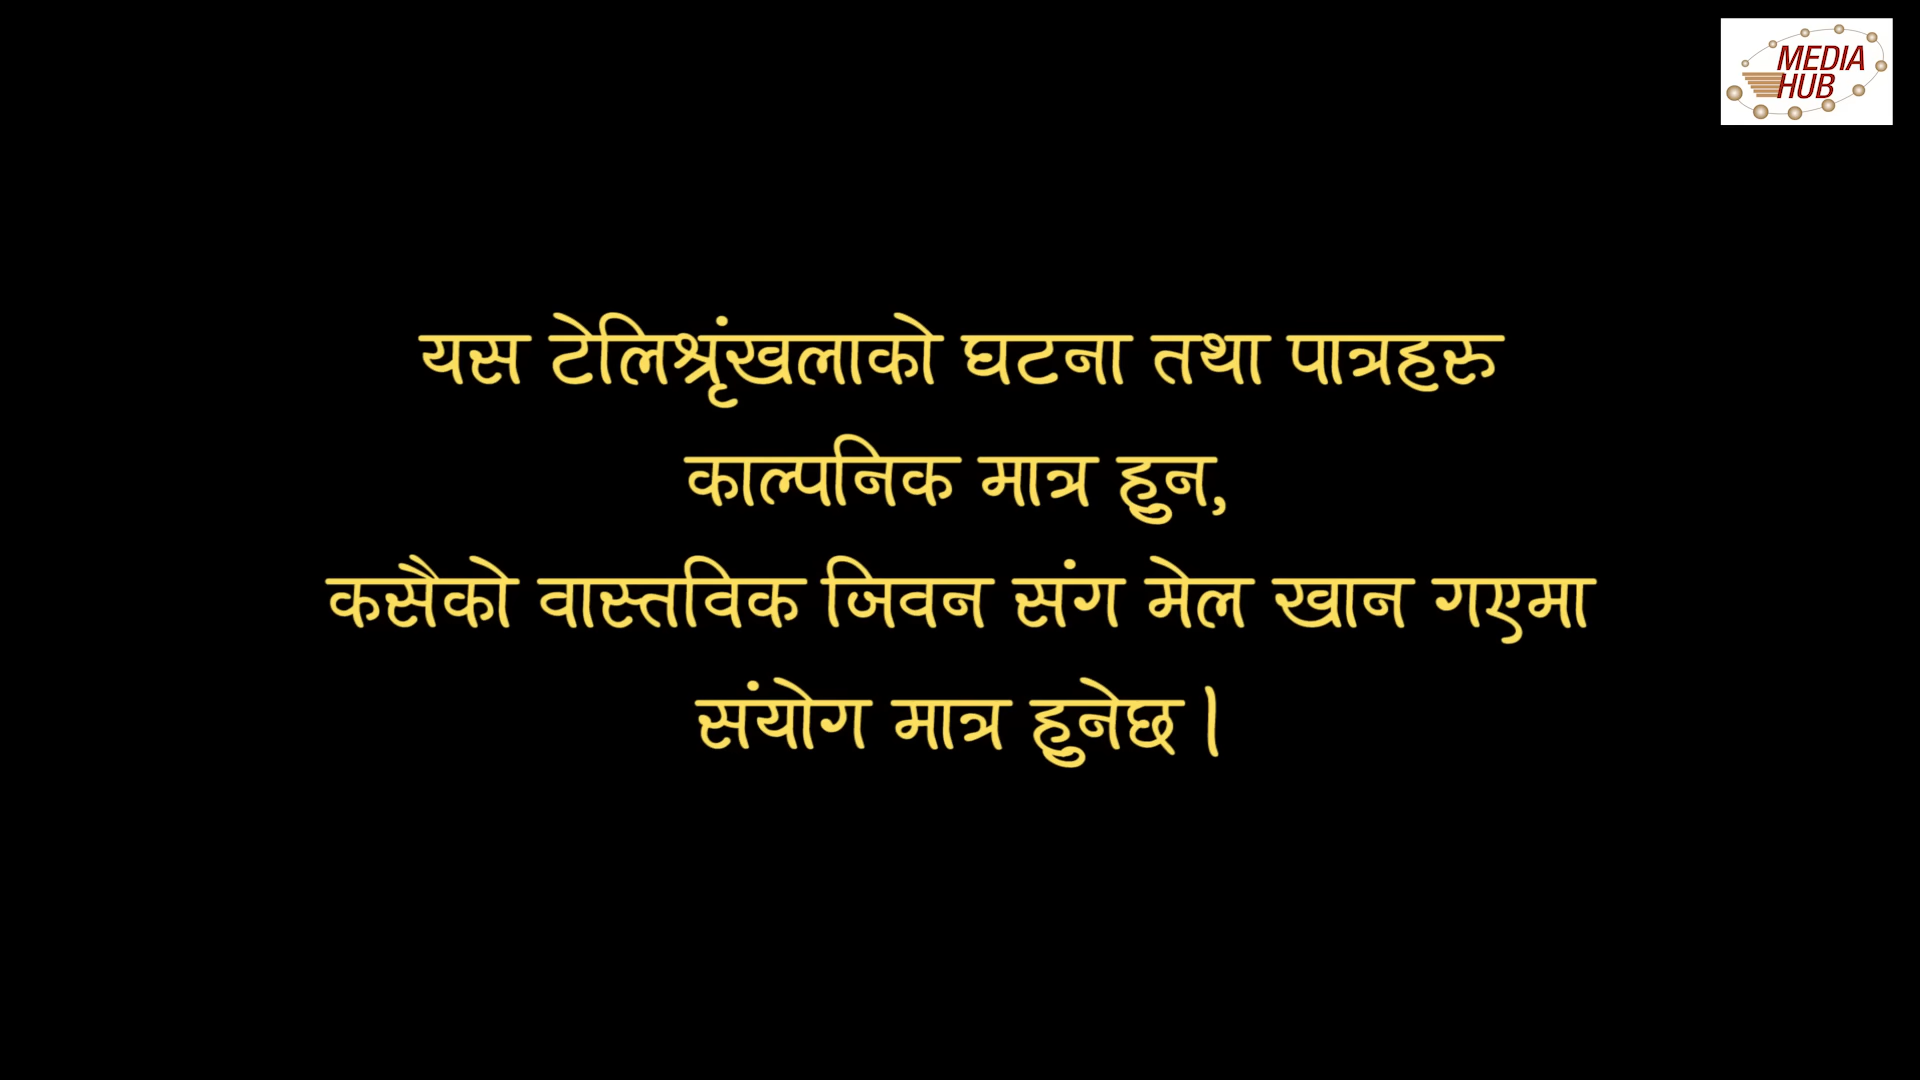 MEDIA
HUB
यस टेलिश्रृंखलाको घटना तथा पात्रहरु
काल्पनिक मात्र हुन,
कसैको वास्तविक जिवन संग मेल खान गएमा
संयोग मात्र हुनेछ |